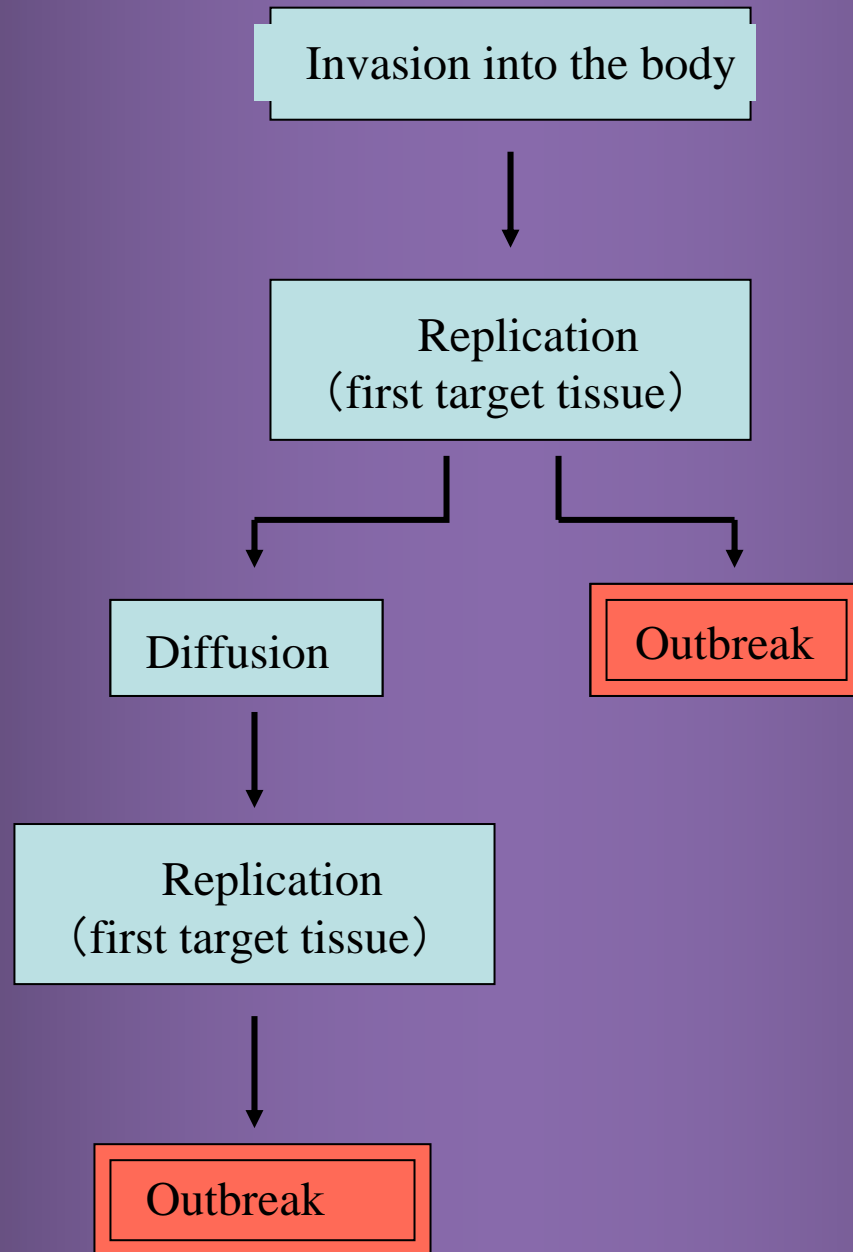 Invasion into the body
Replication
（first target tissue）
Diffusion
Outbreak
Replication
（first target tissue）
Outbreak